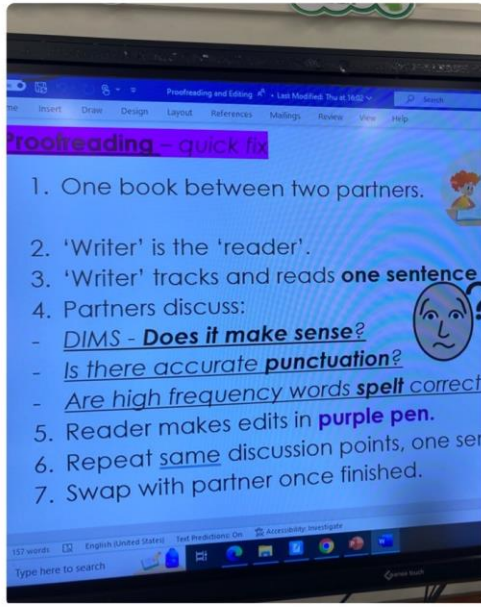 Proofreading and Editing • Last Modified: Thu at 16:02
Search
Insert Draw Design Layout References Mailings Review View Help
Proofreading – quick fix
1. One book between two partners.
2. ‘Writer’ is the ‘reader’.
3. ‘Writer’ tracks and reads one sentence
4. Partners discuss:
- DIMS - Does it make sense?
- Is there accurate punctuation?
- Are high frequency words spelt correct
5. Reader makes edits in purple pen.
6. Repeat same discussion points, one sen
7. Swap with partner once finished.
157 words English (United States) Text Predictions: On Accessibility: Investigate
Type here to search
touch